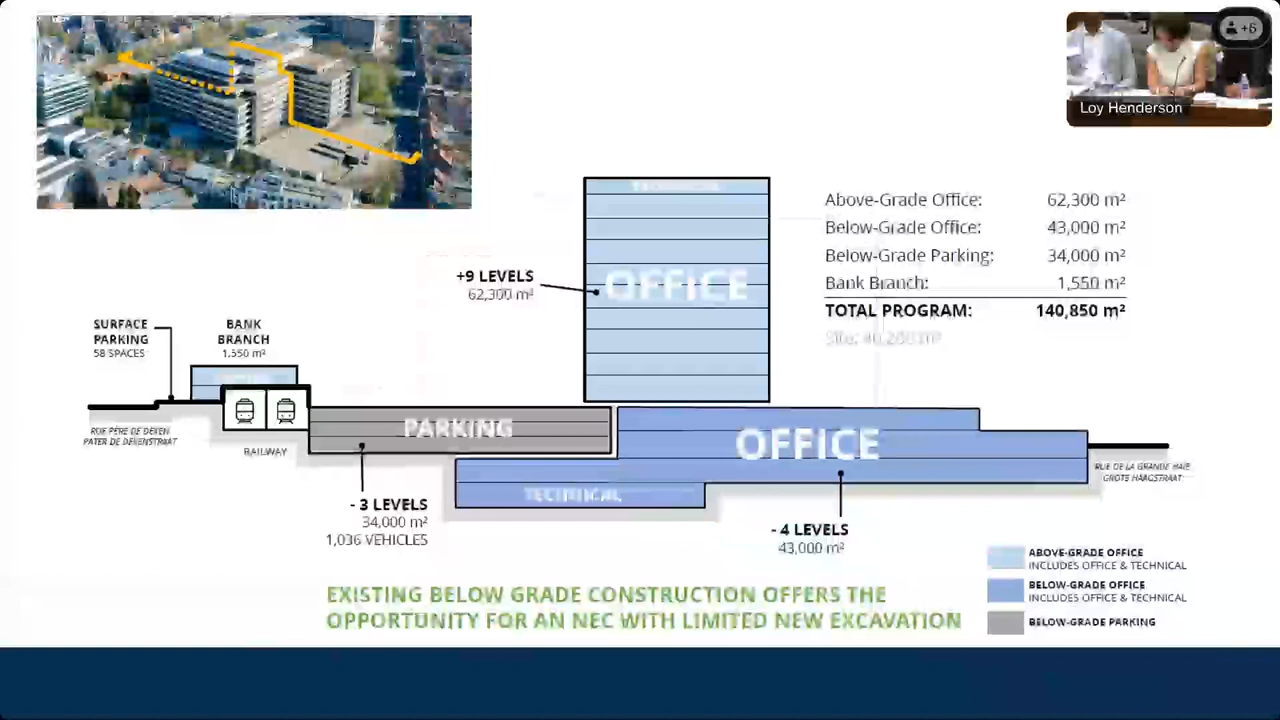 +6
Loy Henderson
TECHNICAL
OFFICE
+9 LEVELS
62,300 m²
Above-Grade Office: 62,300 m²
Below-Grade Office: 43,000 m²
Below-Grade Parking: 34,000 m²
Bank Branch: 1,550 m²
TOTAL PROGRAM: 140,850 m²
Site:
SURFACE
PARKING
58 SPACES
BANK
BRANCH
1,550 m²
RUE PÈRE DE DEKEN
PATER DE DEKENSTRAAT
RAILWAY
PARKING
OFFICE
TECHNICAL
RUE DE LA GRANDE HAIE
GROTE HAAGSTRAAT
- 3 LEVELS
34,000 m²
1,036 VEHICLES
- 4 LEVELS
43,000 m²
ABOVE-GRADE OFFICE
INCLUDES OFFICE & TECHNICAL
BELOW-GRADE OFFICE
INCLUDES OFFICE & TECHNICAL
BELOW-GRADE PARKING
EXISTING BELOW GRADE CONSTRUCTION OFFERS THE
OPPORTUNITY FOR AN NEC WITH LIMITED NEW EXCAVATION